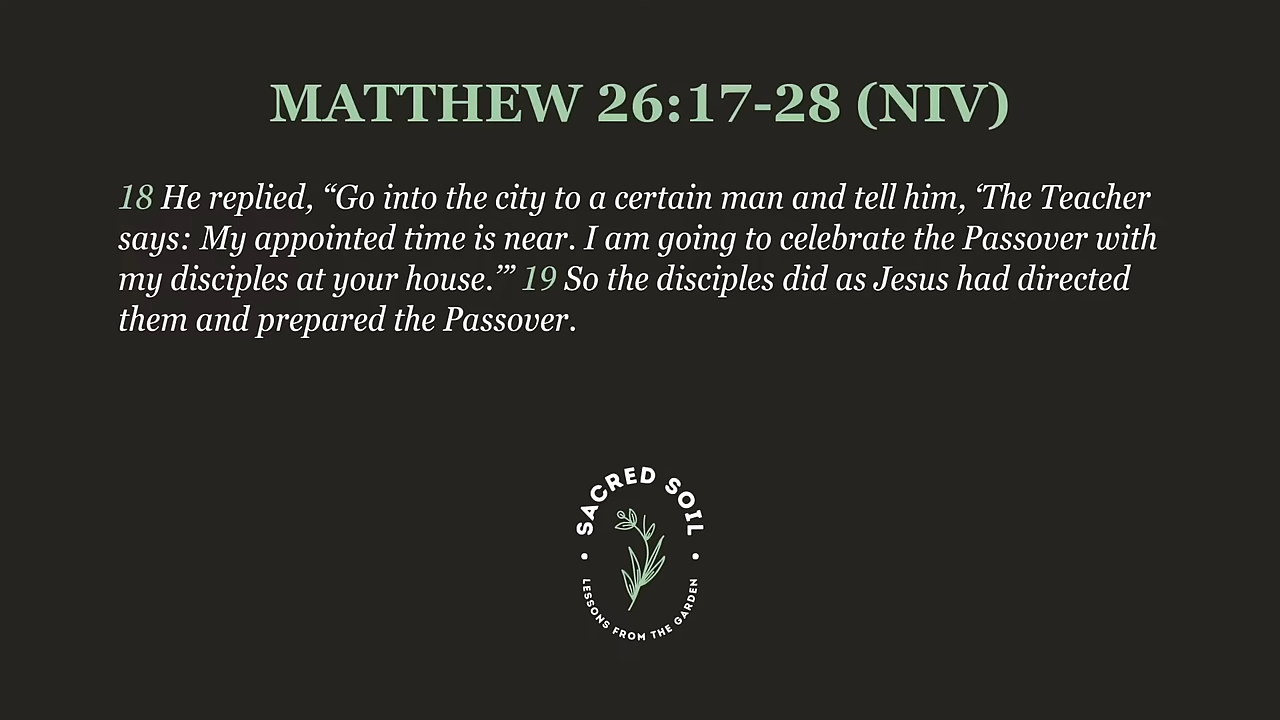 MATTHEW 26:17-28 (NIV)
18 He replied, “Go into the city to a certain man and tell him, ‘The Teacher
says: My appointed time is near. I am going to celebrate the Passover with
my disciples at your house.’” 19 So the disciples did as Jesus had directed
them and prepared the Passover.
SACRED SOIL
LESSONS FROM THE GARDEN